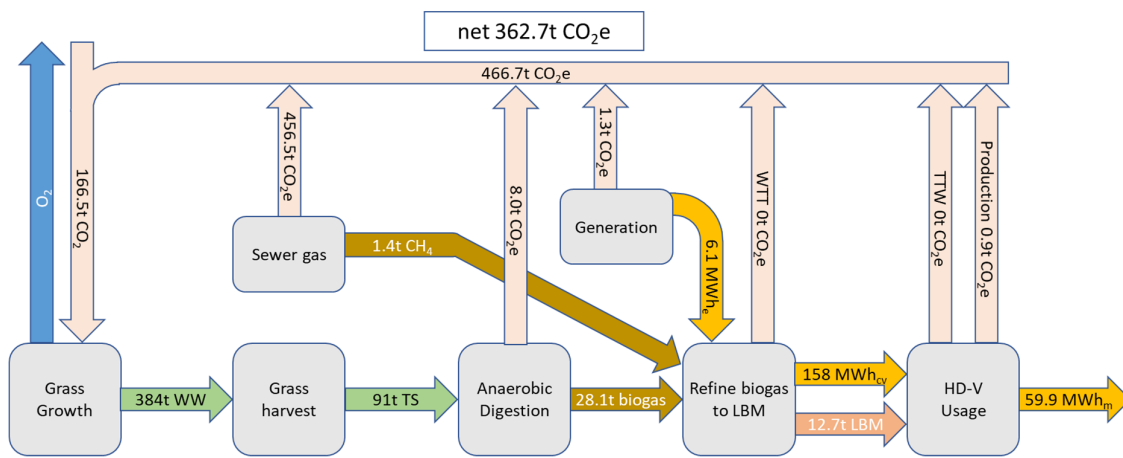 net 362.7t CO₂e
466.7t CO₂e
O₂
166.5t CO₂
456.5t CO₂e
8.0t CO₂e
1.3t CO₂e
WTT 0t CO₂e
TTW 0t CO₂e
Production 0.9t CO₂e
Sewer gas
1.4t CH₄
Generation
6.1 MWhₑ
Grass
Growth
384t WW
Grass
harvest
91t TS
Anaerobic
Digestion
28.1t biogas
Refine biogas
to LBM
158 MWh꜀ᵥ
12.7t LBM
HD-V
Usage
59.9 MWhₘ